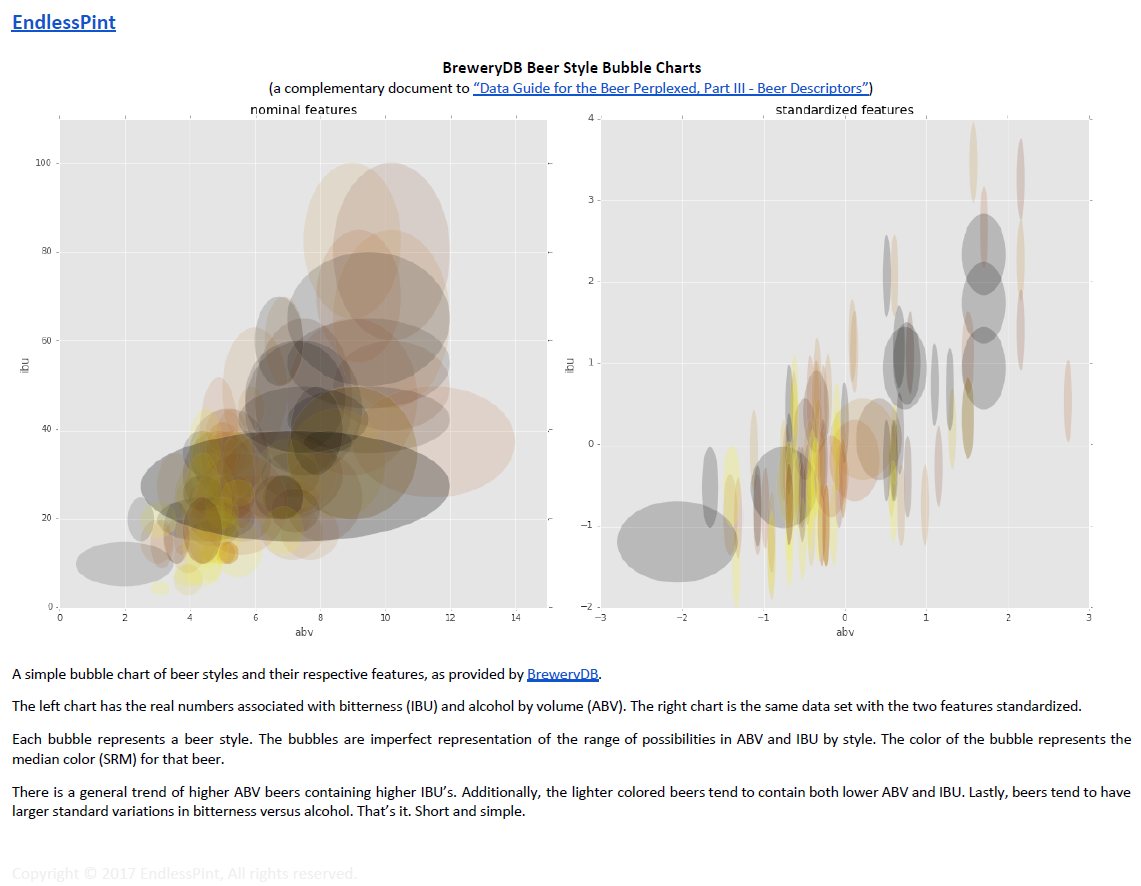 EndlessPint
BreweryDB Beer Style Bubble Charts
(a complementary document to “Data Guide for the Beer Perplexed, Part III - Beer Descriptors”)
nominal features
100
80
60
40
20
0
ibu
0 2 4 6 8 10 12 14
abv
standardized features
4
3
2
1
0
−1
−2
ibu
−3 −2 −1 0 1 2 3
abv
A simple bubble chart of beer styles and their respective features, as provided by BreweryDB.
The left chart has the real numbers associated with bitterness (IBU) and alcohol by volume (ABV). The right chart is the same data set with the two features standardized.
Each bubble represents a beer style. The bubbles are imperfect representation of the range of possibilities in ABV and IBU by style. The color of the bubble represents the
median color (SRM) for that beer.
There is a general trend of higher ABV beers containing higher IBU’s. Additionally, the lighter colored beers tend to contain both lower ABV and IBU. Lastly, beers tend to have
larger standard variations in bitterness versus alcohol. That’s it. Short and simple.
Copyright © 2017 EndlessPint, All rights reserved.